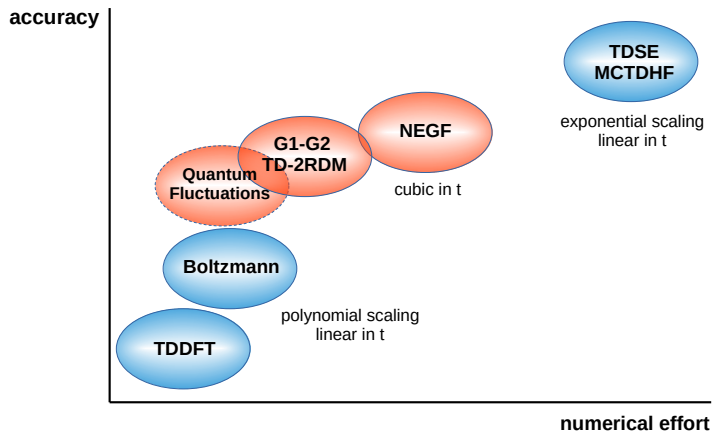 accuracy
TDSE
MCTDHF
exponential scaling
linear in t
NEGF
cubic in t
G1-G2
TD-2RDM
Quantum
Fluctuations
Boltzmann
polynomial scaling
linear in t
TDDFT
numerical effort